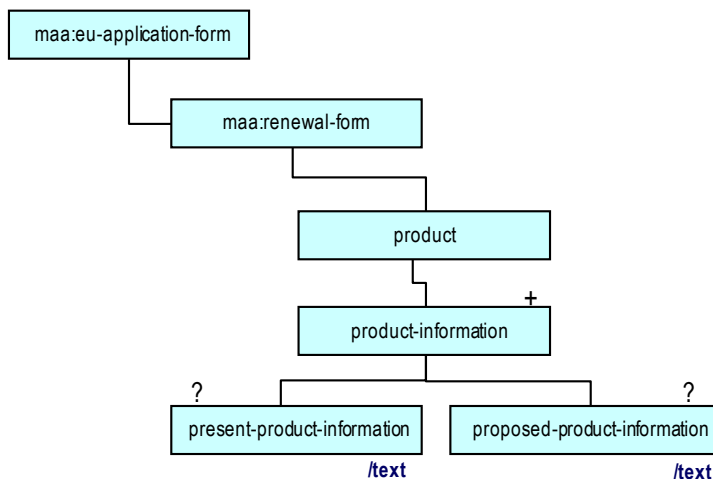 maa:eu-application-form
maa:renewal-form
product
+
product-information
? ?
present-product-information proposed-product-information
/text /text